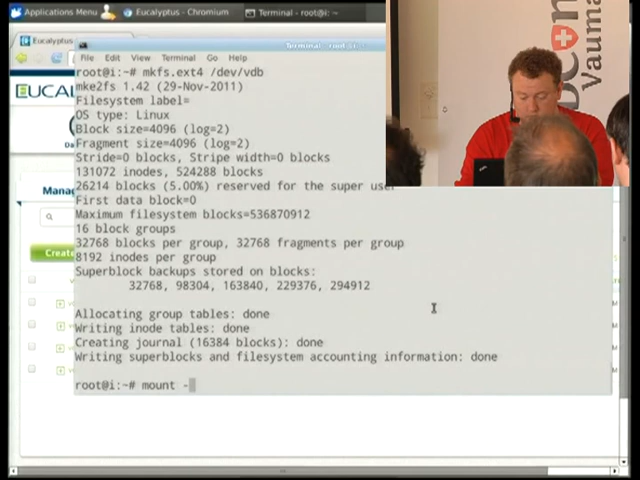 Applications Menu
Eucalyptus - Chromium
Terminal - root@i: ~
Eucalyptus
Terminal - root@i: ~
File Edit View Terminal Go Help
EUCAL
Manag
Create
root@i:~# mkfs.ext4 /dev/vdb
mke2fs 1.42 (29-Nov-2011)
Filesystem label=
OS type: Linux
Block size=4096 (log=2)
Fragment size=4096 (log=2)
Stride=0 blocks, Stripe width=0 blocks
131072 inodes, 524288 blocks
26214 blocks (5.00%) reserved for the super user
First data block=0
Maximum filesystem blocks=536870912
16 block groups
32768 blocks per group, 32768 fragments per group
8192 inodes per group
Superblock backups stored on blocks:
32768, 98304, 163840, 229376, 294912
Allocating group tables: done
Writing inode tables: done
Creating journal (16384 blocks): done
Writing superblocks and filesystem accounting information: done
root@i:~# mount -
Vauma